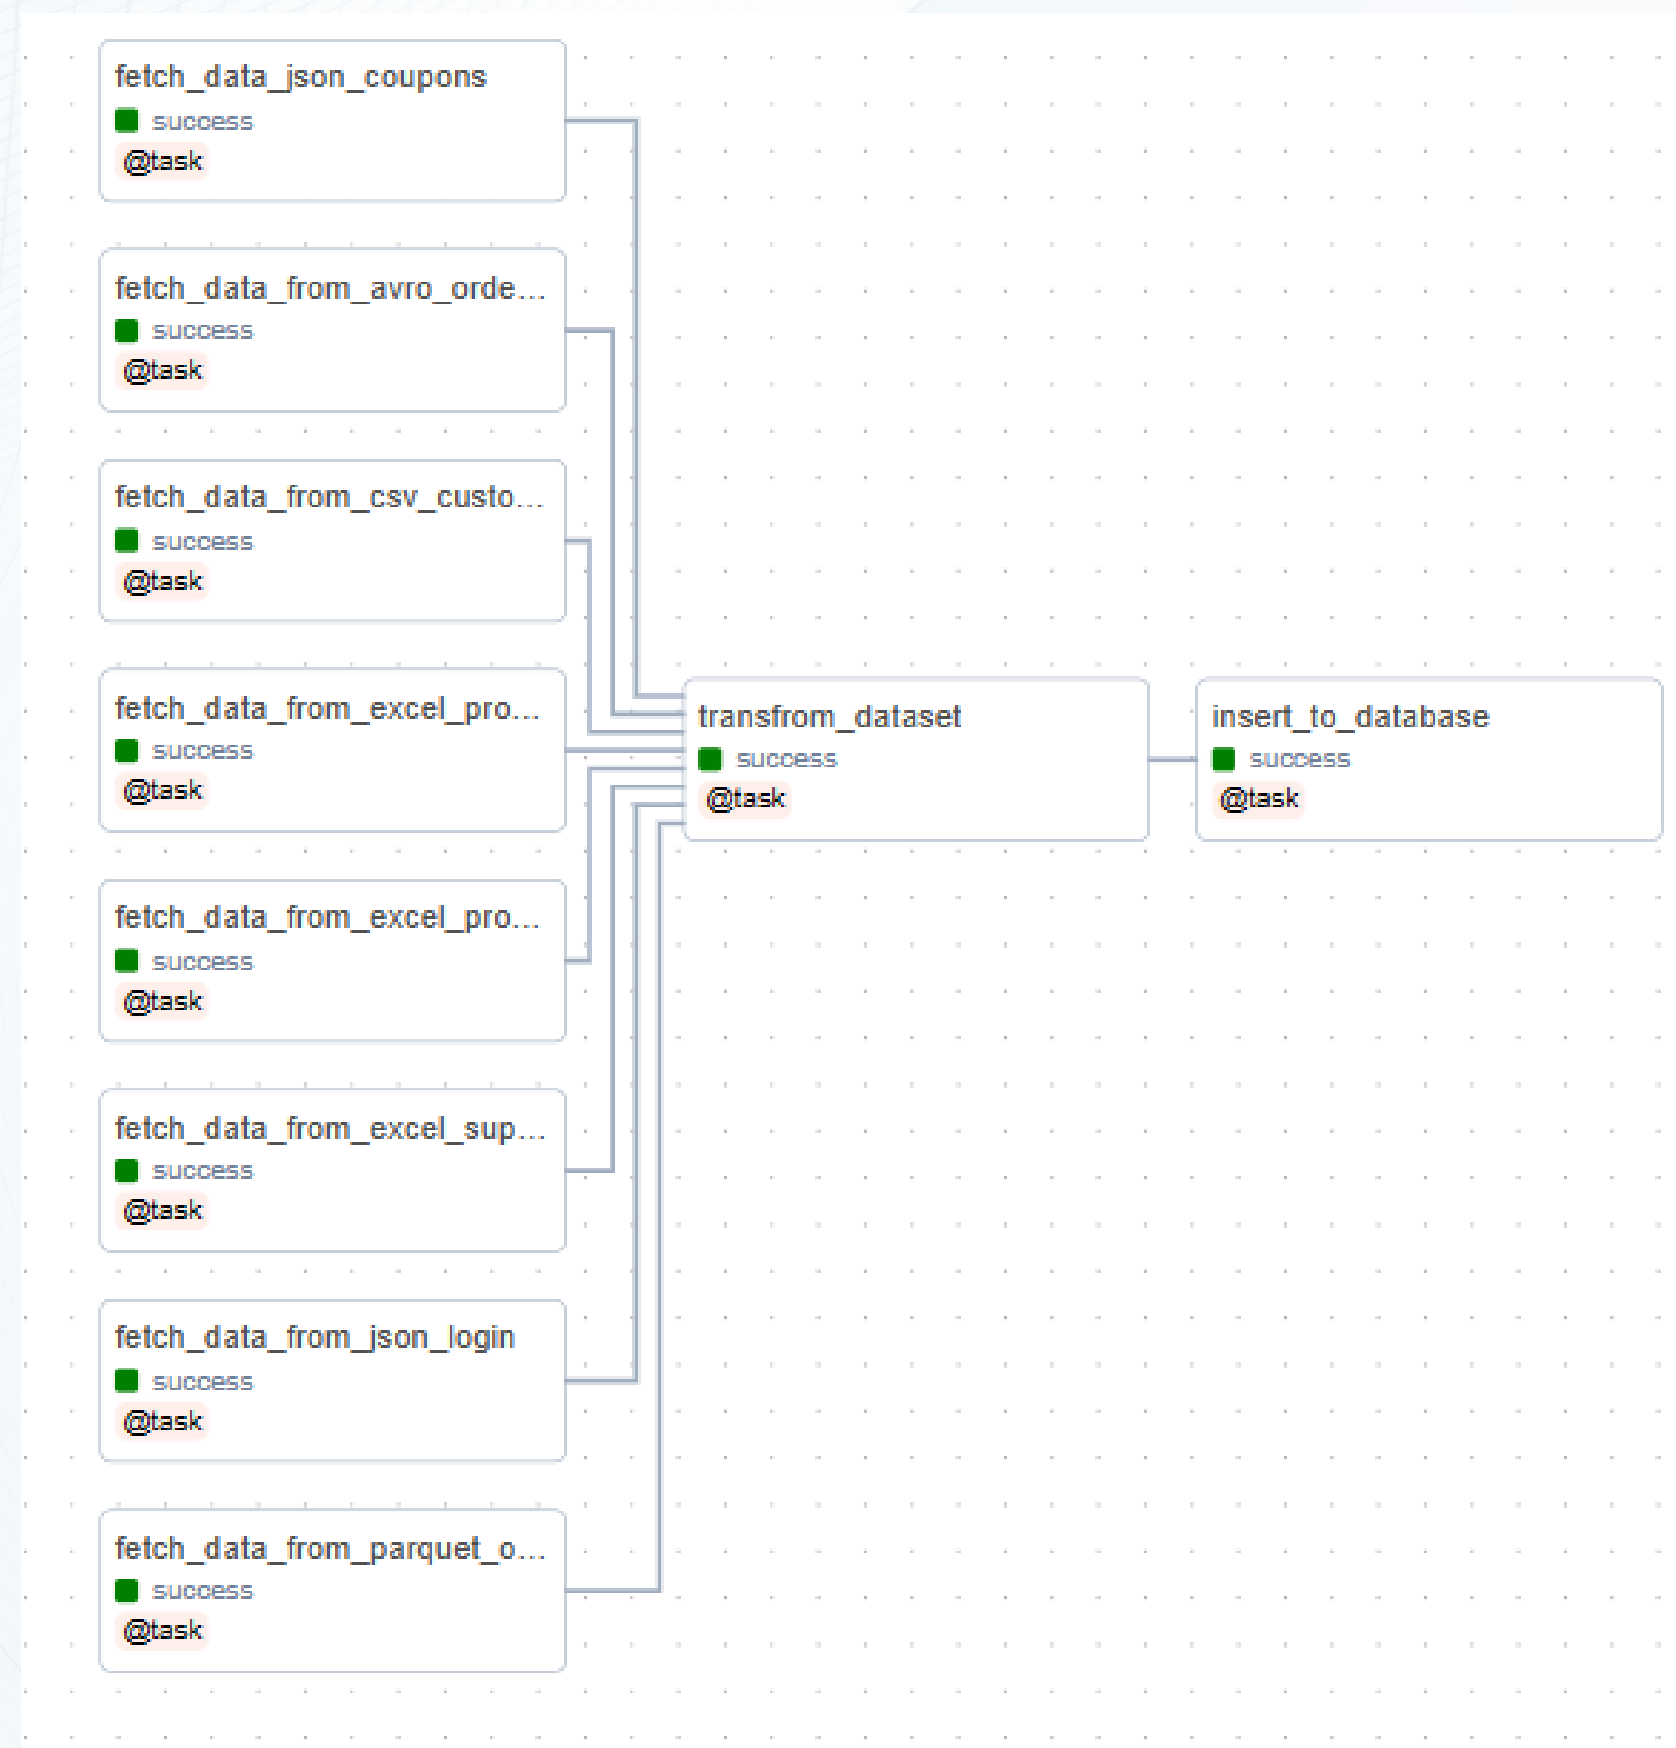 fetch_data_json_coupons
success
@task
fetch_data_from_avro_orde...
success
@task
fetch_data_from_csv_custo...
success
@task
fetch_data_from_excel_pro...
success
@task
fetch_data_from_excel_pro...
success
@task
fetch_data_from_excel_sup...
success
@task
fetch_data_from_json_login
success
@task
fetch_data_from_parquet_o...
success
@task
transfrom_dataset
success
@task
insert_to_database
success
@task